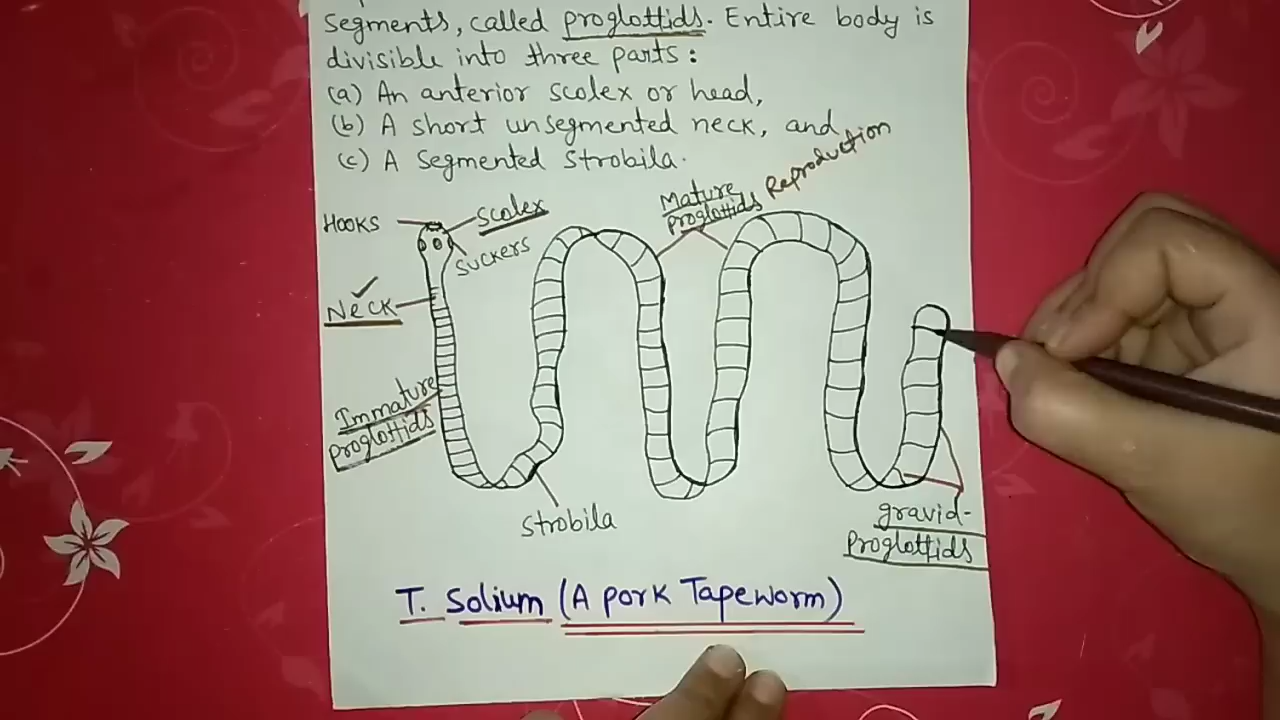 segments, called proglottids. Entire body is
divisible into three parts:
(a) An anterior scolex or head,
(b) A short unsegmented neck, and
(c) A segmented strobila.
Reproduction
Mature
proglottids
HOOKS
Scolex
suckers
Neck
Immature
proglottids
Strobila
gravid-
Proglottids
T. Solium (A pork Tapeworm)